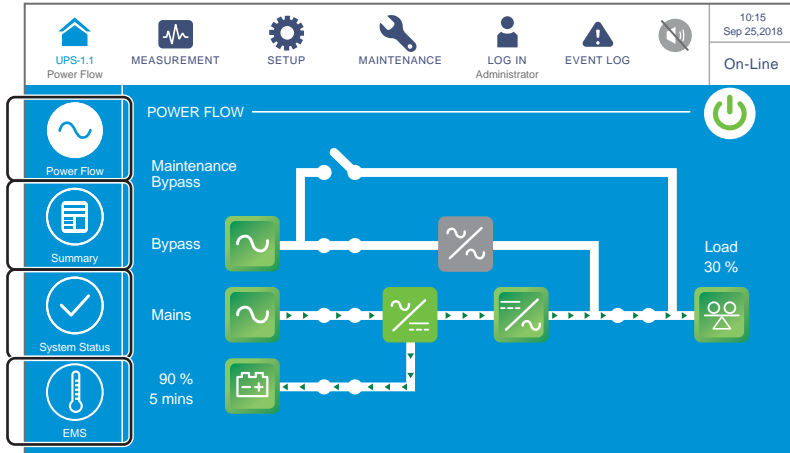 UPS-1.1
Power Flow
MEASUREMENT
SETUP
MAINTENANCE
LOG IN
Administrator
EVENT LOG
10:15
Sep 25,2018
On-Line
Power Flow
Summary
System Status
EMS
POWER FLOW
Maintenance
Bypass
Bypass
Mains
90 %
5 mins
Load
30 %